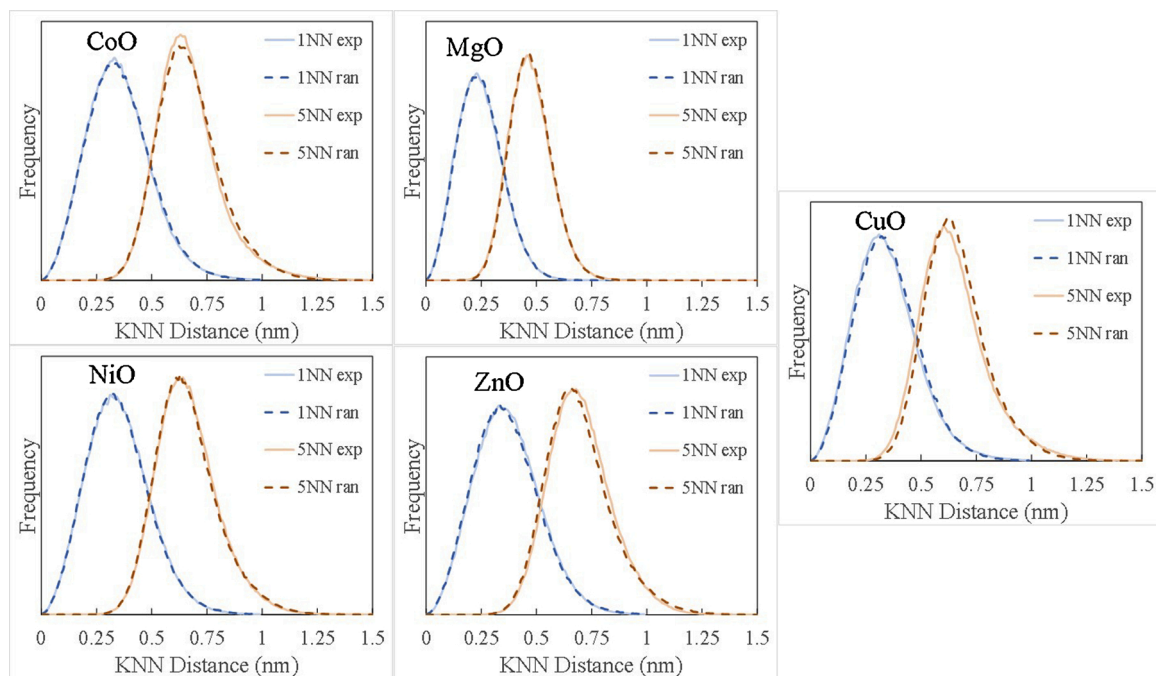 CoO
1NN exp
1NN ran
5NN exp
5NN ran
Frequency
0 0.25 0.5 0.75 1 1.25 1.5
KNN Distance (nm)
MgO
1NN exp
1NN ran
5NN exp
5NN ran
Frequency
0 0.25 0.5 0.75 1 1.25 1.5
KNN Distance (nm)
CuO
1NN exp
1NN ran
5NN exp
5NN ran
Frequency
0 0.25 0.5 0.75 1 1.25 1.5
KNN Distance (nm)
NiO
1NN exp
1NN ran
5NN exp
5NN ran
Frequency
0 0.25 0.5 0.75 1 1.25 1.5
KNN Distance (nm)
ZnO
1NN exp
1NN ran
5NN exp
5NN ran
Frequency
0 0.25 0.5 0.75 1 1.25 1.5
KNN Distance (nm)